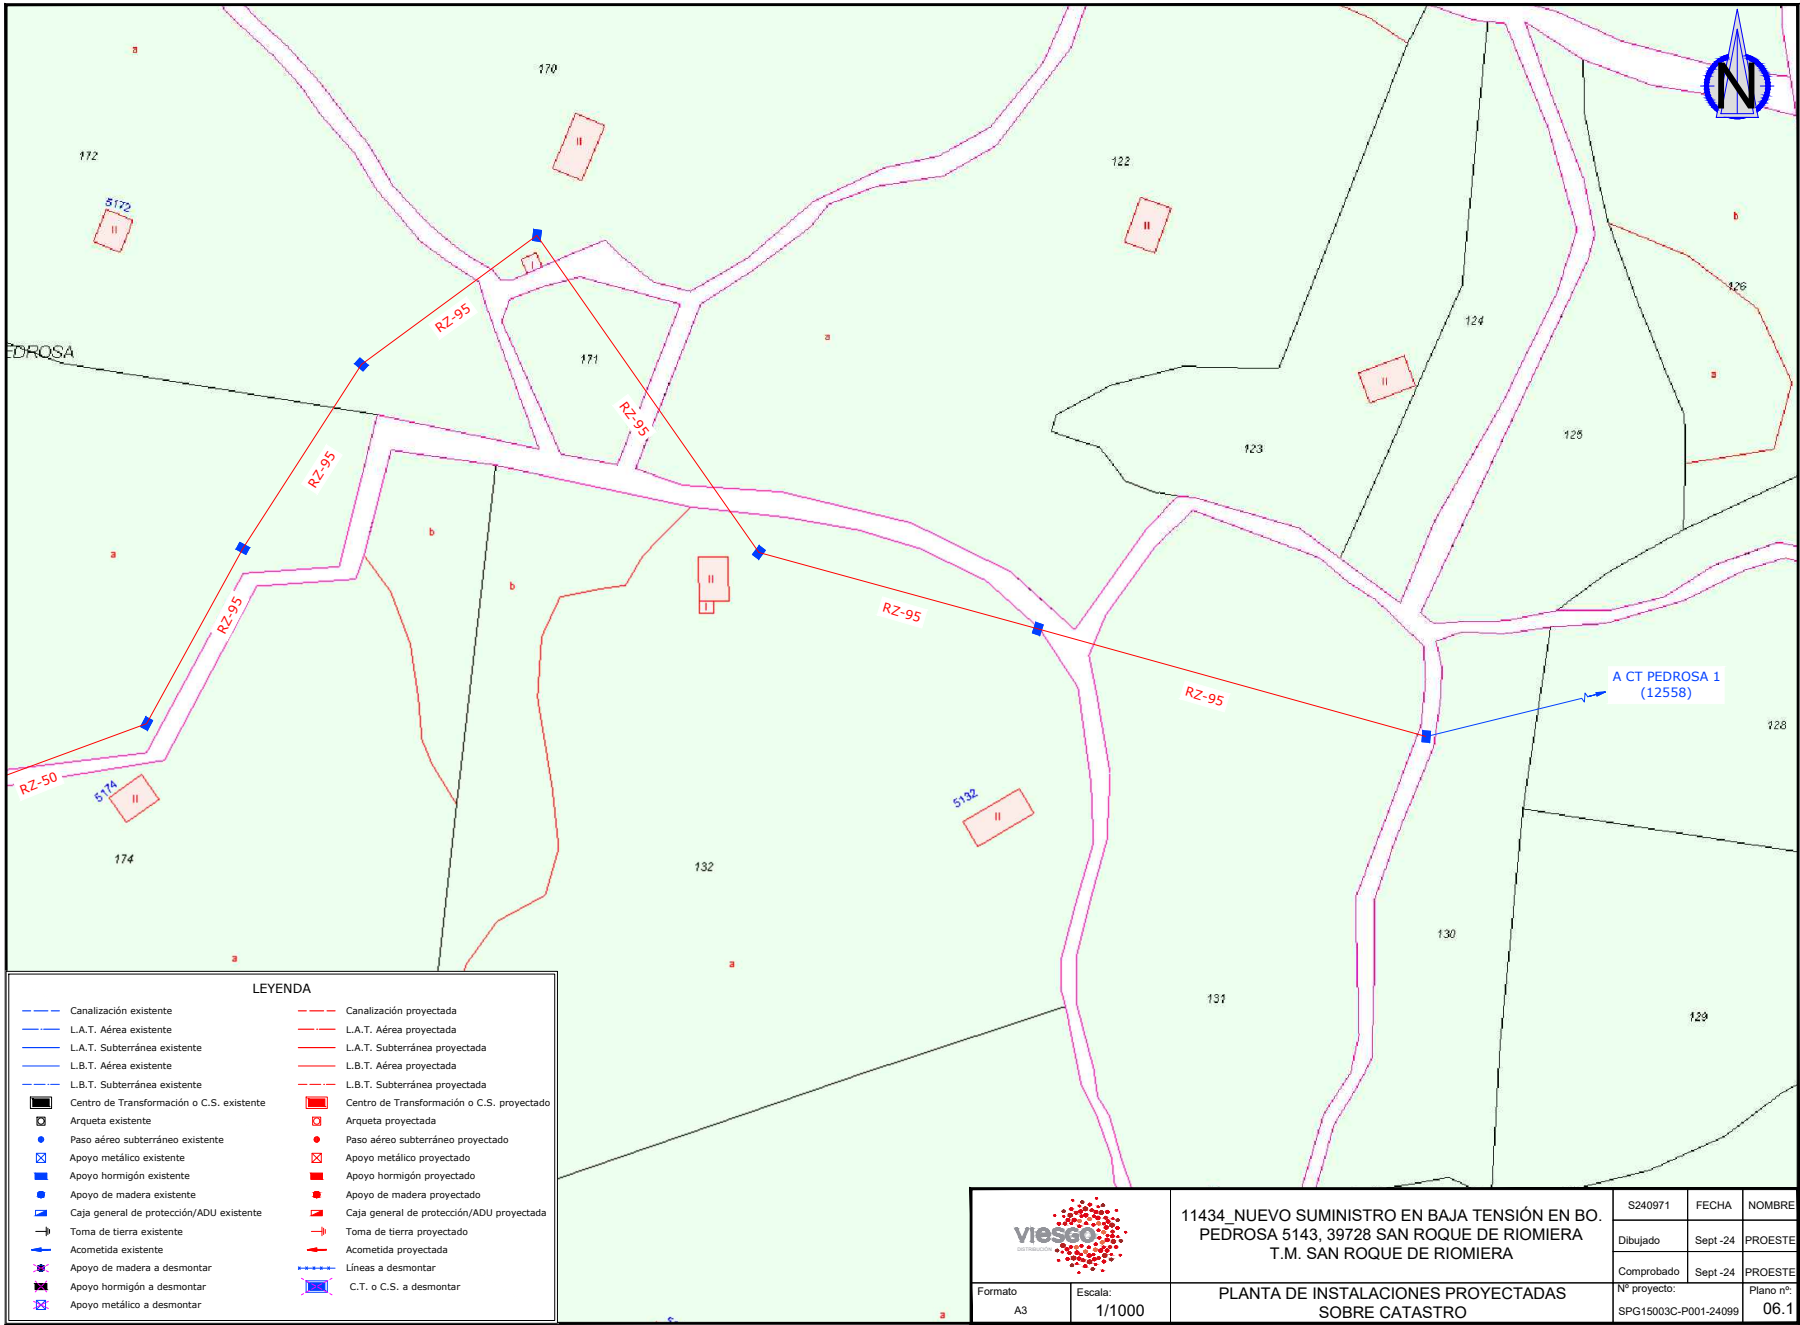 a
170
172
122
II
5172
II
II
b
126
RZ-95
I
124
EDROSA
171
a
a
II
RZ-95
125
123
RZ-95
b
a
b
II
I
RZ-95
RZ-95
A CT PEDROSA 1
(12558)
RZ-95
128
RZ-50
5174
II
5132
II
174
132
130
a
a
131
129
a
N
LEYENDA
Canalización existente
L.A.T. Aérea existente
L.A.T. Subterránea existente
L.B.T. Aérea existente
L.B.T. Subterránea existente
Centro de Transformación o C.S. existente
Arqueta existente
Paso aéreo subterráneo existente
Apoyo metálico existente
Apoyo hormigón existente
Apoyo de madera existente
Caja general de protección/ADU existente
Toma de tierra existente
Acometida existente
Apoyo de madera a desmontar
Apoyo hormigón a desmontar
Apoyo metálico a desmontar
Canalización proyectada
L.A.T. Aérea proyectada
L.A.T. Subterránea proyectada
L.B.T. Aérea proyectada
L.B.T. Subterránea proyectada
Centro de Transformación o C.S. proyectado
Arqueta proyectada
Paso aéreo subterráneo proyectado
Apoyo metálico proyectado
Apoyo hormigón proyectado
Apoyo de madera proyectado
Caja general de protección/ADU proyectada
Toma de tierra proyectado
Acometida proyectada
Líneas a desmontar
C.T. o C.S. a desmontar
viesgo
DISTRIBUCIÓN
11434_NUEVO SUMINISTRO EN BAJA TENSIÓN EN BO.
PEDROSA 5143, 39728 SAN ROQUE DE RIOMIERA
T.M. SAN ROQUE DE RIOMIERA
S240971 FECHA NOMBRE
Dibujado Sept -24 PROESTE
Comprobado Sept -24 PROESTE
Formato
A3
Escala:
1/1000
PLANTA DE INSTALACIONES PROYECTADAS
SOBRE CATASTRO
Nº proyecto:
SPG15003C-P001-24099
Plano nº:
06.1